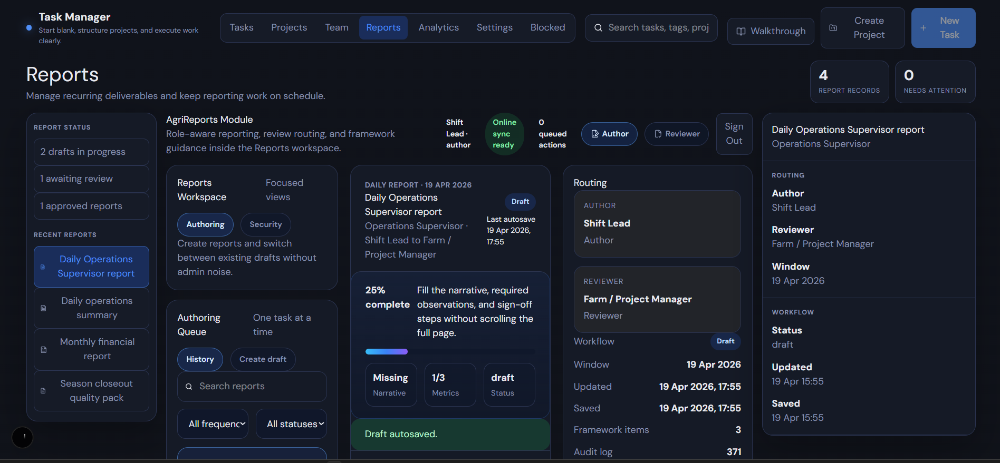 Task Manager
Start blank, structure projects, and execute work
clearly.
Tasks
Projects
Team
Reports
Analytics
Settings
Blocked
Search tasks, tags, proj
Walkthrough
Create
Project
New
Task
Reports
Manage recurring deliverables and keep reporting work on schedule.
4
REPORT RECORDS
0
NEEDS ATTENTION
REPORT STATUS
2 drafts in progress
1 awaiting review
1 approved reports
RECENT REPORTS
Daily Operations
Supervisor report
Daily operations
summary
Monthly financial
report
Season closeout
quality pack
AgriReports Module
Role-aware reporting, review routing, and framework
guidance inside the Reports workspace.
Shift
Lead ·
author
Online
sync
ready
0
queued
actions
Author
Reviewer
Sign
Out
Reports
Workspace
Focused
views
Authoring
Security
Create reports and switch
between existing drafts without
admin noise.
Authoring
Queue
One task at a
time
History
Create draft
Search reports
All frequenc
All statuses
DAILY REPORT · 19 APR 2026
Daily Operations
Supervisor report
Operations Supervisor ·
Shift Lead to Farm /
Project Manager
Draft
Last autosave
19 Apr 2026,
17:55
25%
complete
Fill the narrative, required
observations, and sign-off
steps without scrolling the
full page.
Missing
Narrative
1/3
Metrics
draft
Status
Draft autosaved.
Routing
AUTHOR
Shift Lead
Author
REVIEWER
Farm / Project Manager
Reviewer
Workflow
Draft
Window
19 Apr 2026
Updated
19 Apr 2026, 17:55
Saved
19 Apr 2026, 17:55
Framework items
3
Audit log
371
Daily Operations Supervisor report
Operations Supervisor
ROUTING
Author
Shift Lead
Reviewer
Farm / Project Manager
Window
19 Apr 2026
WORKFLOW
Status
draft
Updated
19 Apr 15:55
Saved
19 Apr 15:55